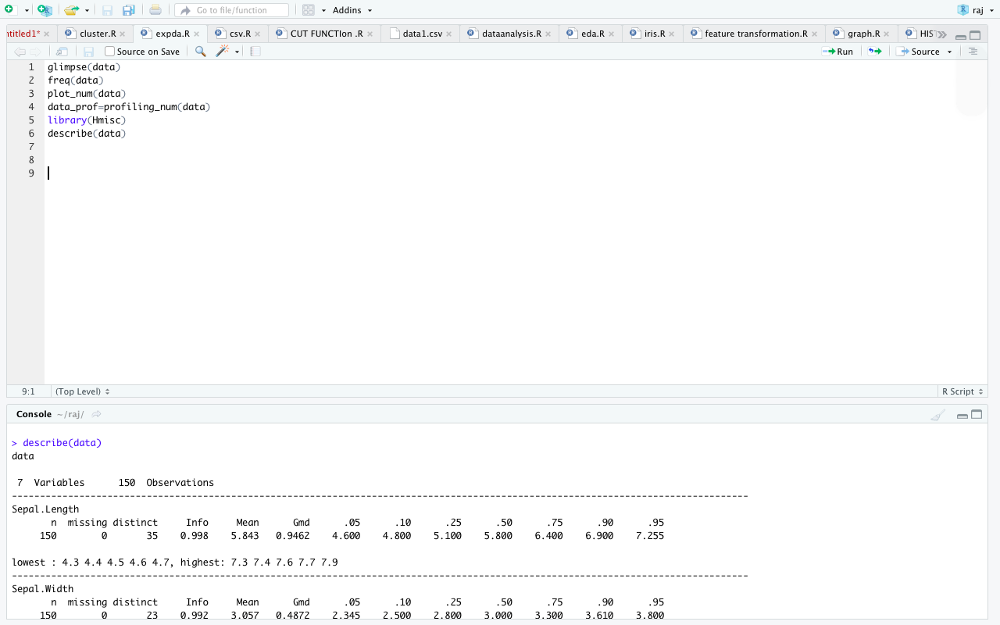 Go to file/function Addins raj
ntitled1* cluster.R expda.R csv.R CUT FUNCTIon .R data1.csv dataanalysis.R eda.R iris.R feature transformation.R graph.R HIS
Source on Save Run Source
1 glimpse(data)
2 freq(data)
3 plot_num(data)
4 data_prof=profiling_num(data)
5 library(Hmisc)
6 describe(data)
7
8
9
9:1 (Top Level) R Script
Console ~/raj/
> describe(data)
data
7 Variables 150 Observations
--------------------------------------------------------------------------------------------------------------------------
Sepal.Length
n missing distinct Info Mean Gmd .05 .10 .25 .50 .75 .90 .95
150 0 35 0.998 5.843 0.9462 4.600 4.800 5.100 5.800 6.400 6.900 7.255
lowest : 4.3 4.4 4.5 4.6 4.7, highest: 7.3 7.4 7.6 7.7 7.9
--------------------------------------------------------------------------------------------------------------------------
Sepal.Width
n missing distinct Info Mean Gmd .05 .10 .25 .50 .75 .90 .95
150 0 23 0.992 3.057 0.4872 2.345 2.500 2.800 3.000 3.300 3.610 3.800